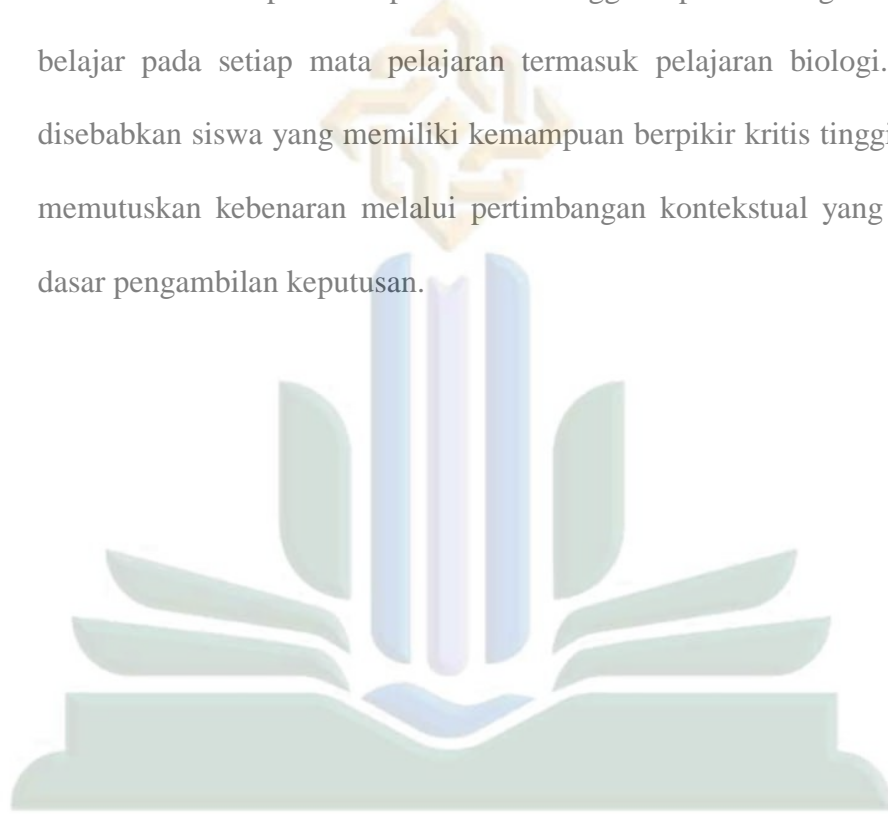 belajar pada setiap mata pelajaran termasuk pelajaran biologi.
disebabkan siswa yang memiliki kemampuan berpikir kritis tinggi
memutuskan kebenaran melalui pertimbangan kontekstual yang
dasar pengambilan keputusan.